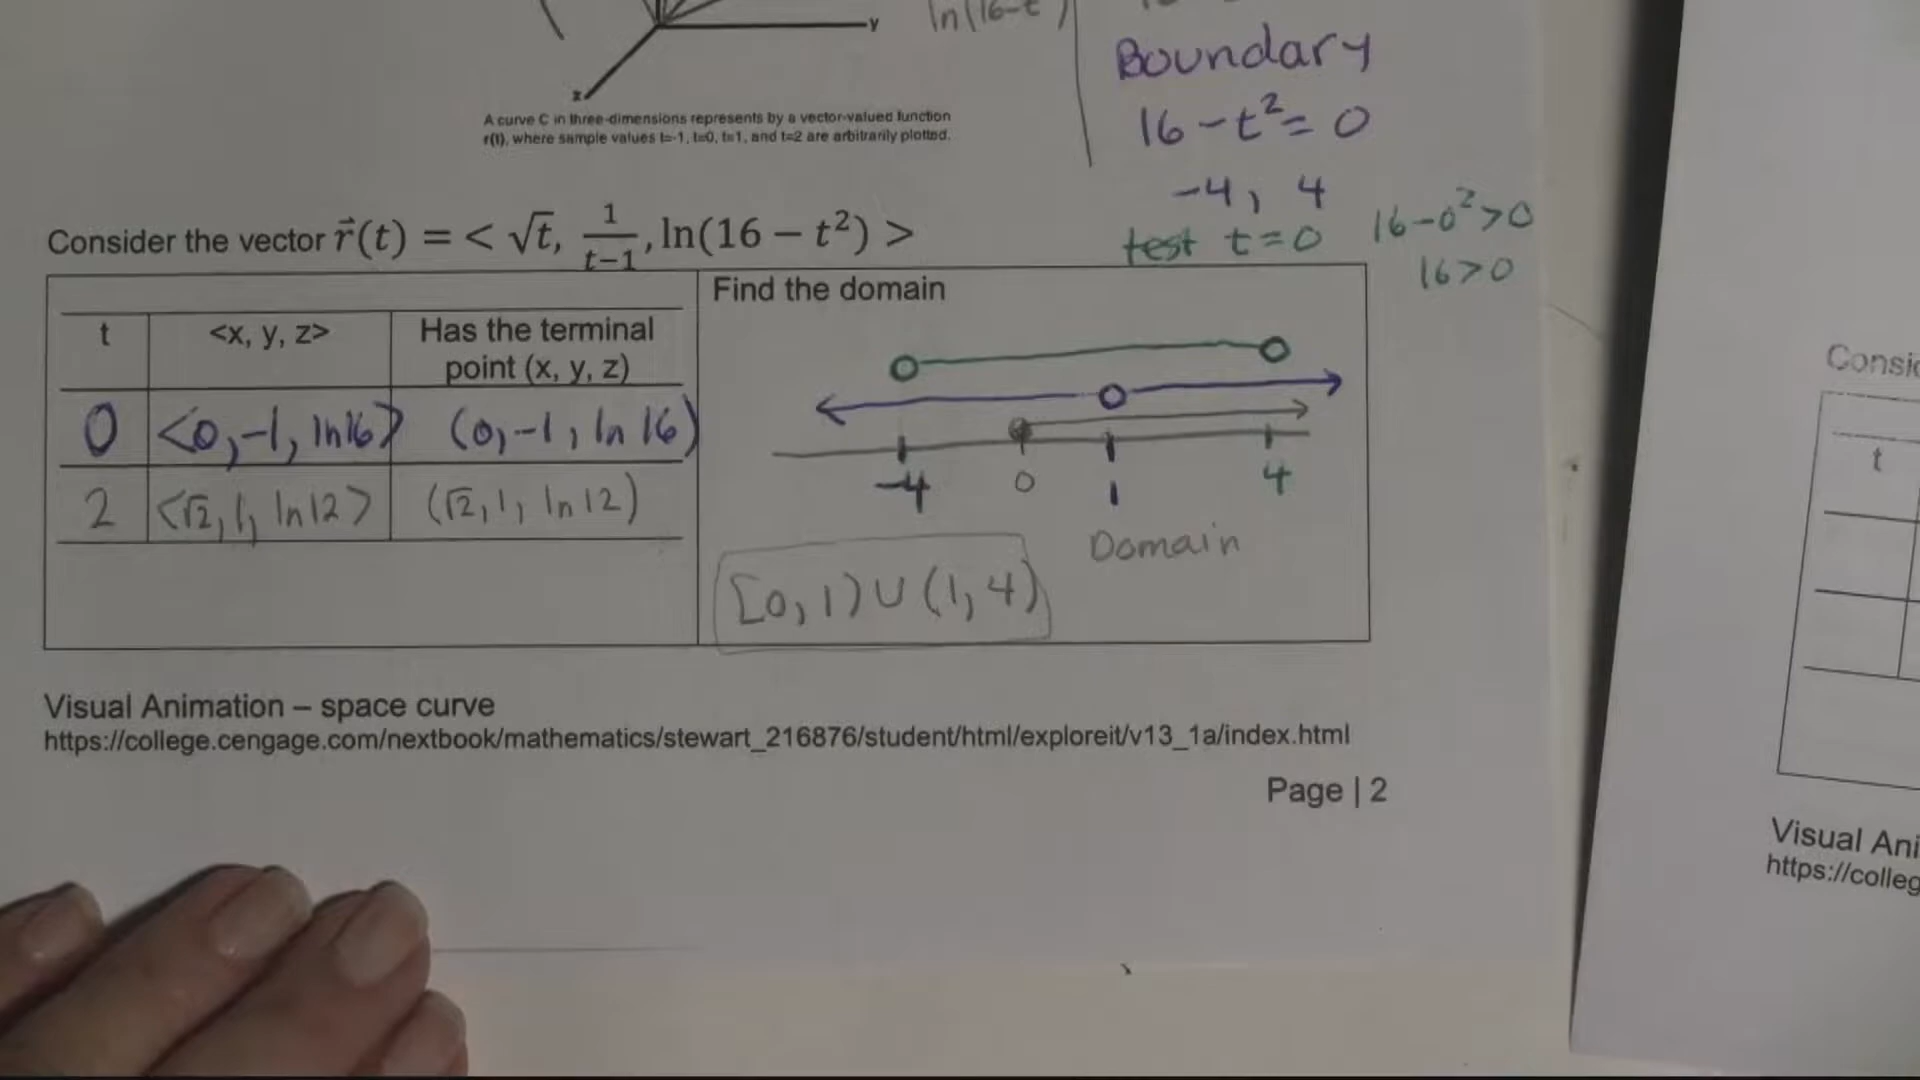 y
ln(16-t
z
A curve C in three-dimensions represents by a vector-valued function
r(t), where sample values t=-1, t=0, t=1, and t=2 are arbitrarily plotted.
Boundary
16-t²=0
-4, 4
test t=0
16-0²>0
16>0
Consider the vector r⃗(t) = < √t, 1/(t−1), ln(16 − t²) >
t <x, y, z> Has the terminal
point (x, y, z)
0 <0,-1, ln16> (0,-1, ln 16)
2 <√2, 1, ln12> (√2, 1, ln 12)
Find the domain
-4 0 1 4
Domain
[0,1)∪(1,4)
Visual Animation – space curve
https://college.cengage.com/nextbook/mathematics/stewart_216876/student/html/exploreit/v13_1a/index.html
Page | 2
Consid
t
Visual Ani
https://colleg